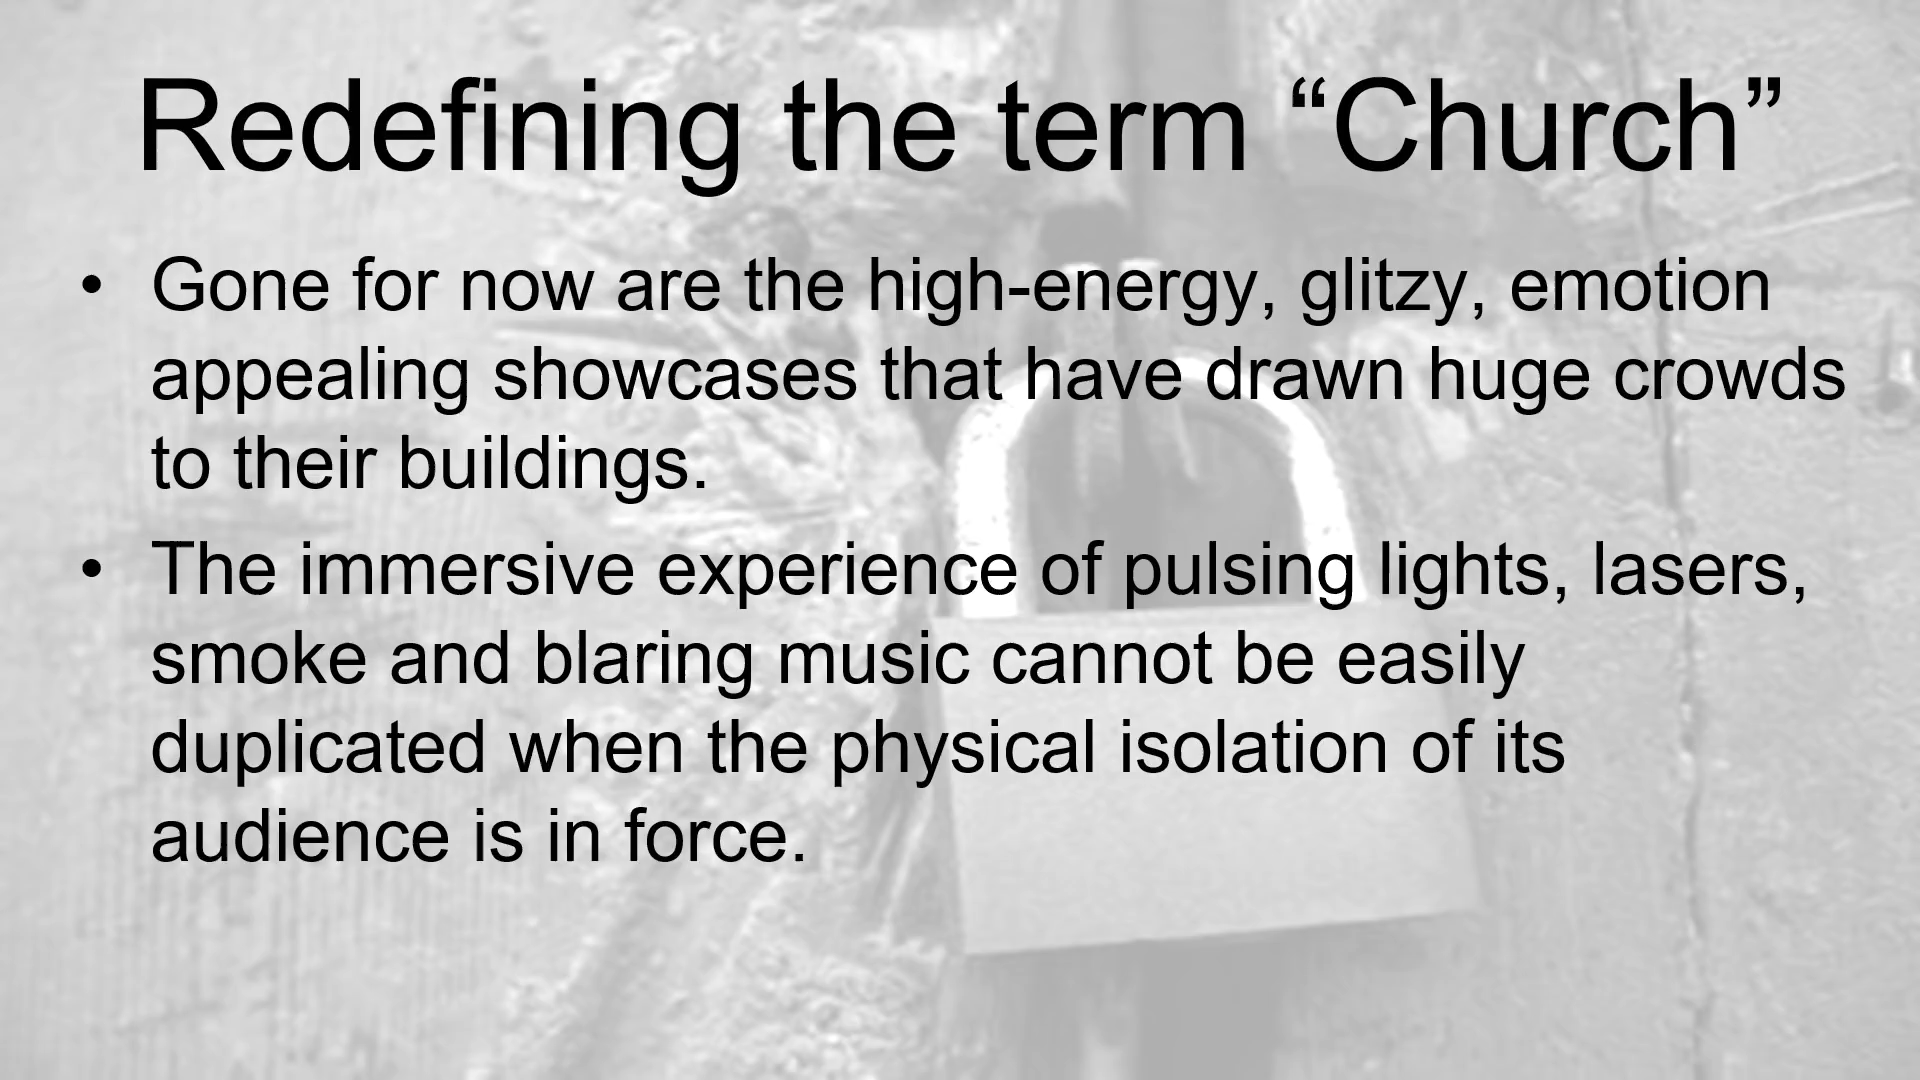 Redefining the term “Church”
• Gone for now are the high-energy, glitzy, emotion
appealing showcases that have drawn huge crowds
to their buildings.
• The immersive experience of pulsing lights, lasers,
smoke and blaring music cannot be easily
duplicated when the physical isolation of its
audience is in force.